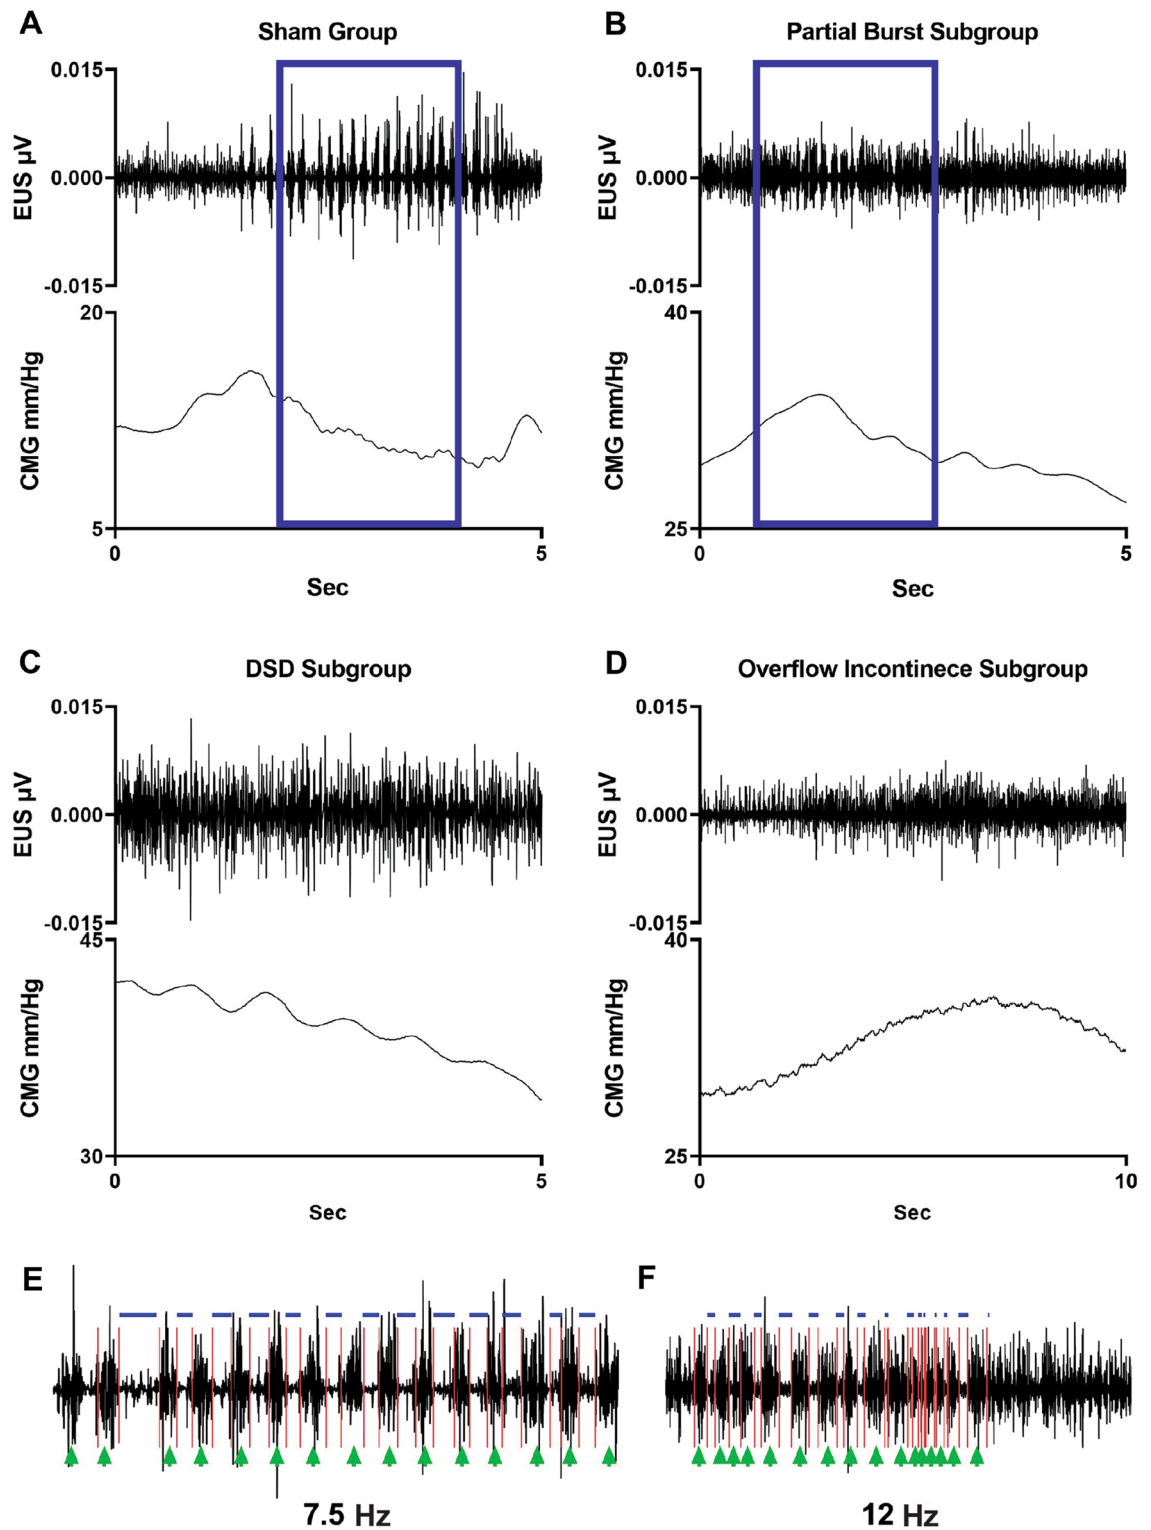 A
Sham Group
0.015
EUS µV
0.000
-0.015
20
CMG mm/Hg
5
0
5
Sec
B
Partial Burst Subgroup
0.015
EUS µV
0.000
-0.015
40
CMG mm/Hg
25
0
5
Sec
C
DSD Subgroup
0.015
EUS µV
0.000
-0.015
45
CMG mm/Hg
30
0
5
Sec
D
Overflow Incontinece Subgroup
0.015
EUS µV
0.000
-0.015
40
CMG mm/Hg
25
0
10
Sec
E
7.5 Hz
F
12 Hz